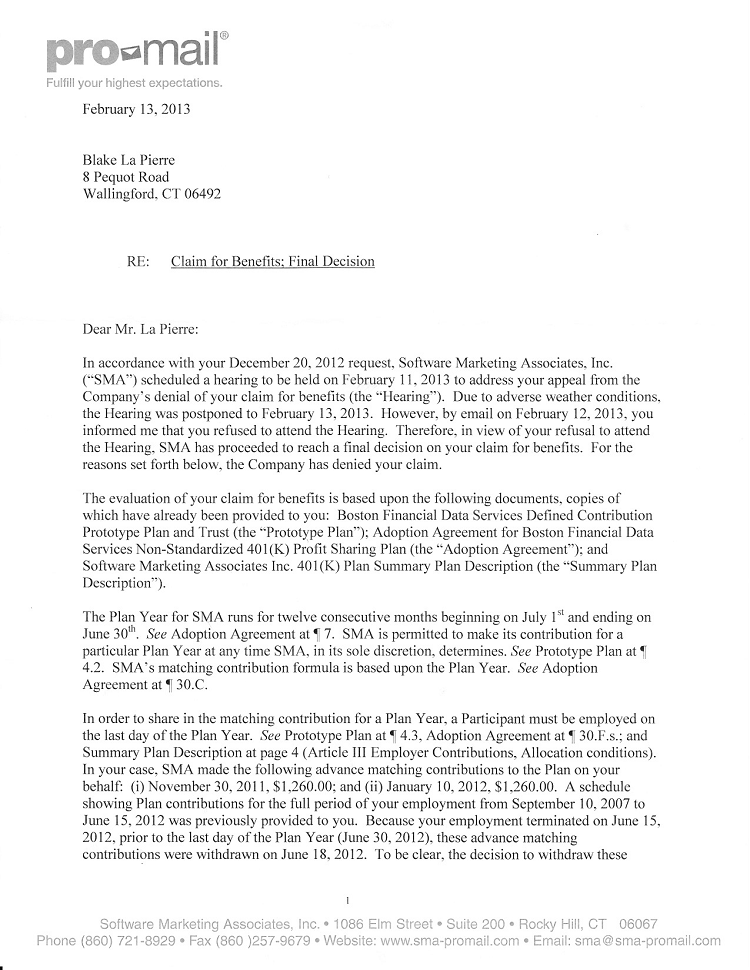 pro mail®
Fulfill your highest expectations.
February 13, 2013
Blake La Pierre
8 Pequot Road
Wallingford, CT 06492
RE: Claim for Benefits; Final Decision
Dear Mr. La Pierre:
In accordance with your December 20, 2012 request, Software Marketing Associates, Inc.
(“SMA”) scheduled a hearing to be held on February 11, 2013 to address your appeal from the
Company’s denial of your claim for benefits (the “Hearing”). Due to adverse weather conditions,
the Hearing was postponed to February 13, 2013. However, by email on February 12, 2013, you
informed me that you refused to attend the Hearing. Therefore, in view of your refusal to attend
the Hearing, SMA has proceeded to reach a final decision on your claim for benefits. For the
reasons set forth below, the Company has denied your claim.
The evaluation of your claim for benefits is based upon the following documents, copies of
which have already been provided to you: Boston Financial Data Services Defined Contribution
Prototype Plan and Trust (the “Prototype Plan”); Adoption Agreement for Boston Financial Data
Services Non-Standardized 401(K) Profit Sharing Plan (the “Adoption Agreement”); and
Software Marketing Associates Inc. 401(K) Plan Summary Plan Description (the “Summary Plan
Description”).
The Plan Year for SMA runs for twelve consecutive months beginning on July 1st and ending on
June 30th. See Adoption Agreement at ¶ 7. SMA is permitted to make its contribution for a
particular Plan Year at any time SMA, in its sole discretion, determines. See Prototype Plan at ¶
4.2. SMA’s matching contribution formula is based upon the Plan Year. See Adoption
Agreement at ¶ 30.C.
In order to share in the matching contribution for a Plan Year, a Participant must be employed on
the last day of the Plan Year. See Prototype Plan at ¶ 4.3, Adoption Agreement at ¶ 30.F.s.; and
Summary Plan Description at page 4 (Article III Employer Contributions, Allocation conditions).
In your case, SMA made the following advance matching contributions to the Plan on your
behalf: (i) November 30, 2011, $1,260.00; and (ii) January 10, 2012, $1,260.00. A schedule
showing Plan contributions for the full period of your employment from September 10, 2007 to
June 15, 2012 was previously provided to you. Because your employment terminated on June 15,
2012, prior to the last day of the Plan Year (June 30, 2012), these advance matching
contributions were withdrawn on June 18, 2012. To be clear, the decision to withdraw these
1
Software Marketing Associates, Inc. • 1086 Elm Street • Suite 200 • Rocky Hill, CT 06067
Phone (860) 721-8929 • Fax (860 )257-9679 • Website: www.sma-promail.com • Email: sma@sma-promail.com